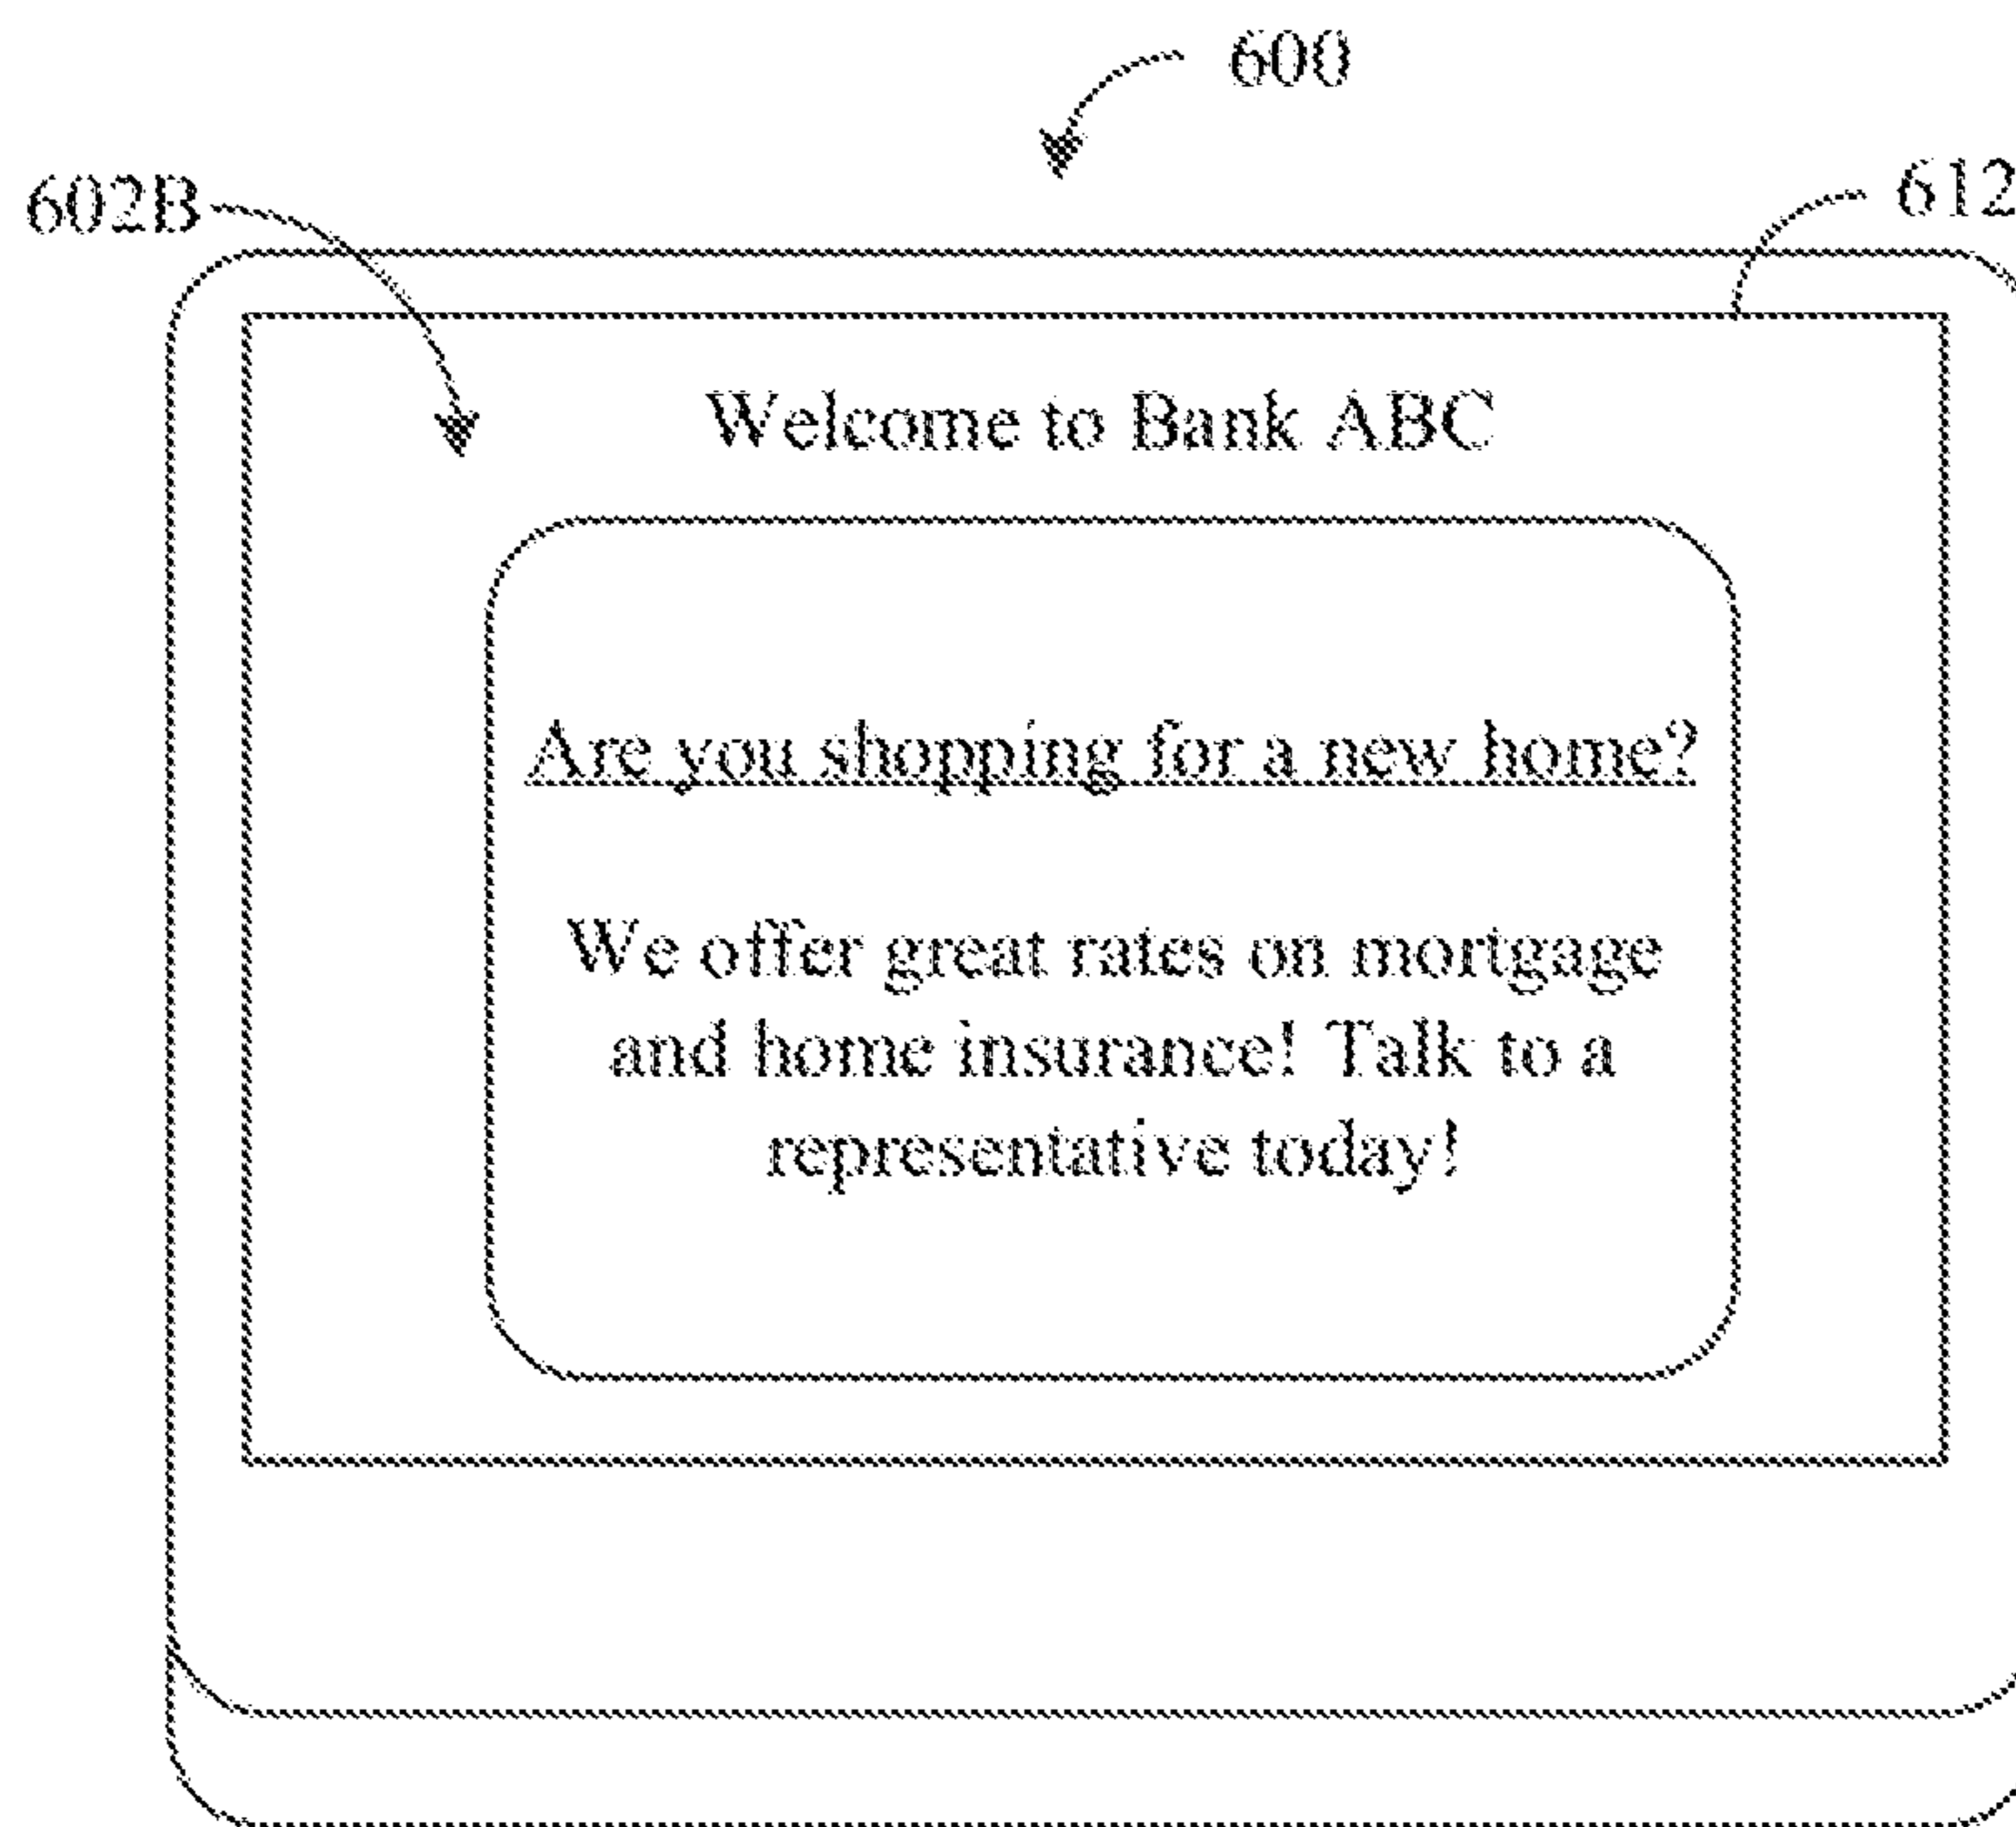 600
602B
612
Welcome to Bank ABC
Are you shopping for a new home?
We offer great rates on mortgage
and home insurance! Talk to a
representative today!